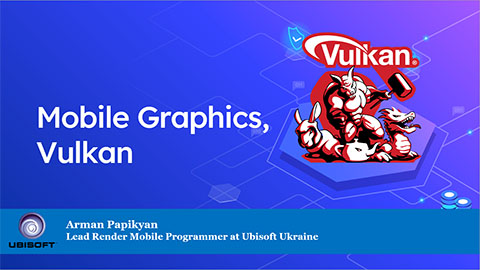 Vulkan®
Mobile Graphics,
Vulkan
Arman Papikyan
Lead Render Mobile Programmer at Ubisoft Ukraine
UBISOFT